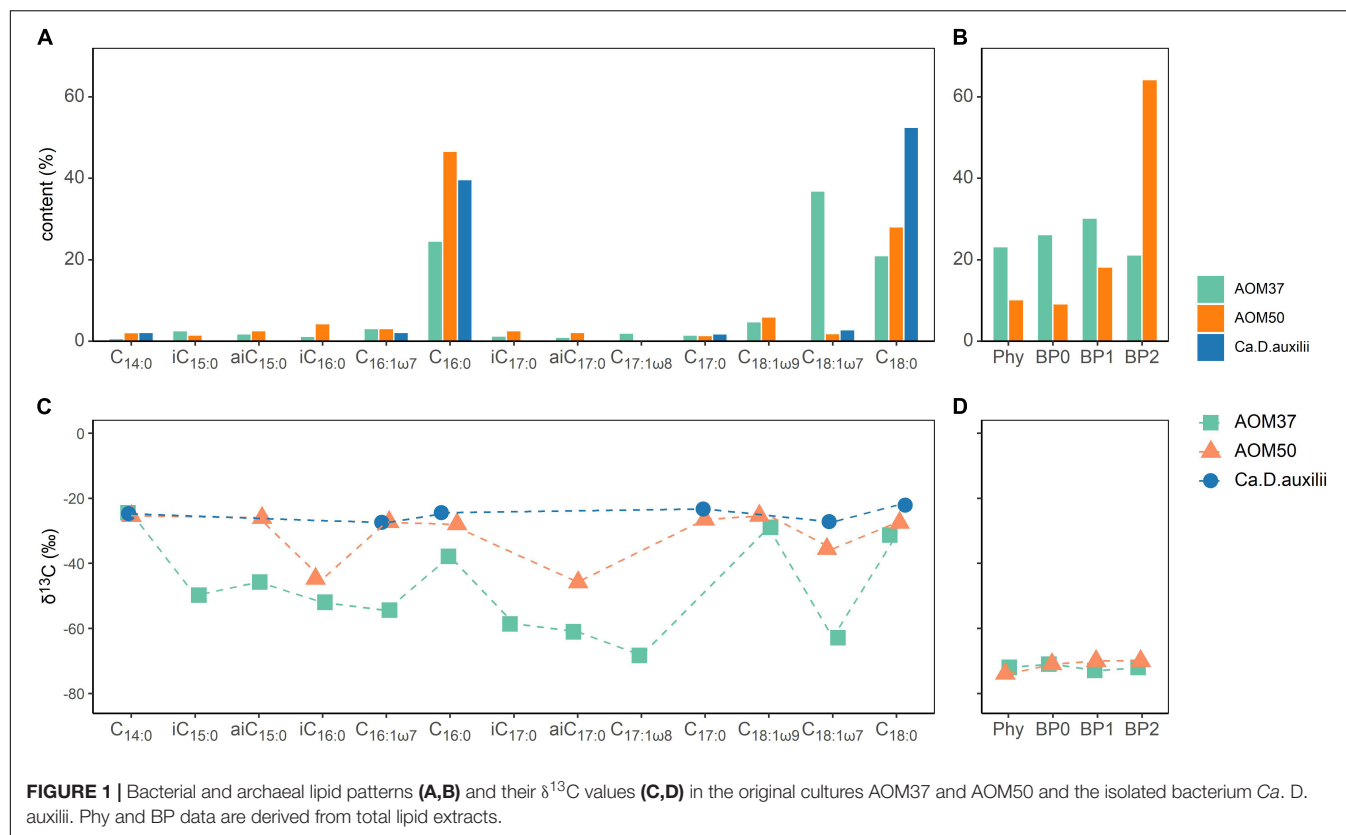 A
B
content (%)
60
40
20
0
C14:0 iC15:0 aiC15:0 iC16:0 C16:1ω7 C16:0 iC17:0 aiC17:0 C17:1ω8 C17:0 C18:1ω9 C18:1ω7 C18:0
Phy BP0 BP1 BP2
AOM37
AOM50
Ca.D.auxilii
C
D
δ13C (‰)
0
-20
-40
-60
-80
C14:0 iC15:0 aiC15:0 iC16:0 C16:1ω7 C16:0 iC17:0 aiC17:0 C17:1ω8 C17:0 C18:1ω9 C18:1ω7 C18:0
Phy BP0 BP1 BP2
AOM37
AOM50
Ca.D.auxilii
FIGURE 1 | Bacterial and archaeal lipid patterns (A,B) and their δ13C values (C,D) in the original cultures AOM37 and AOM50 and the isolated bacterium Ca. D.
auxilii. Phy and BP data are derived from total lipid extracts.